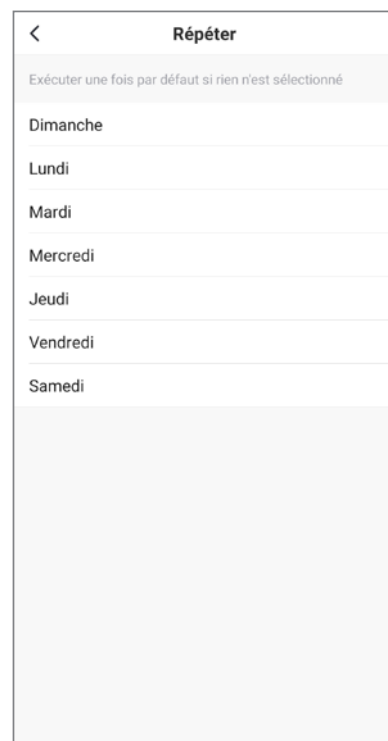 Répéter
Exécuter une fois par défaut si rien n'est sélectionné
Dimanche
Lundi
Mardi
Mercredi
Jeudi
Vendredi
Samedi